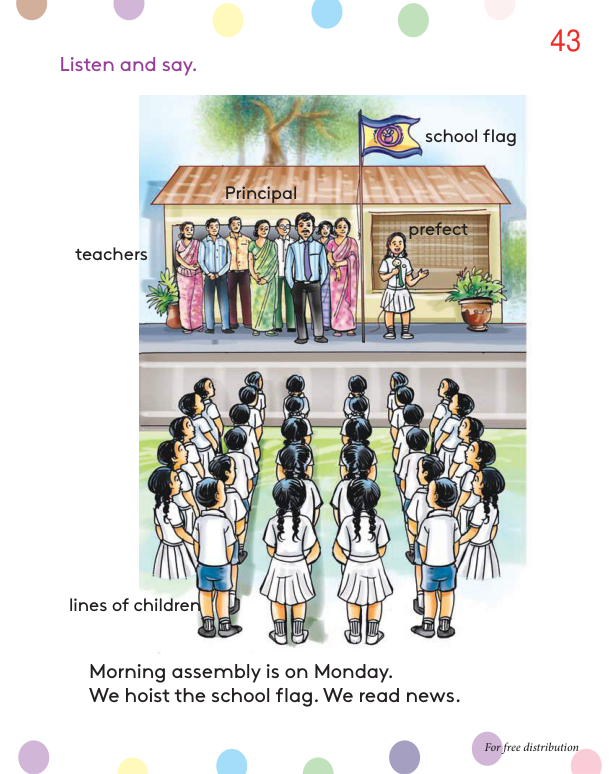 43
Listen and say.
school flag
Principal
prefect
teachers
lines of children
Morning assembly is on Monday.
We hoist the school flag. We read news.
For free distribution